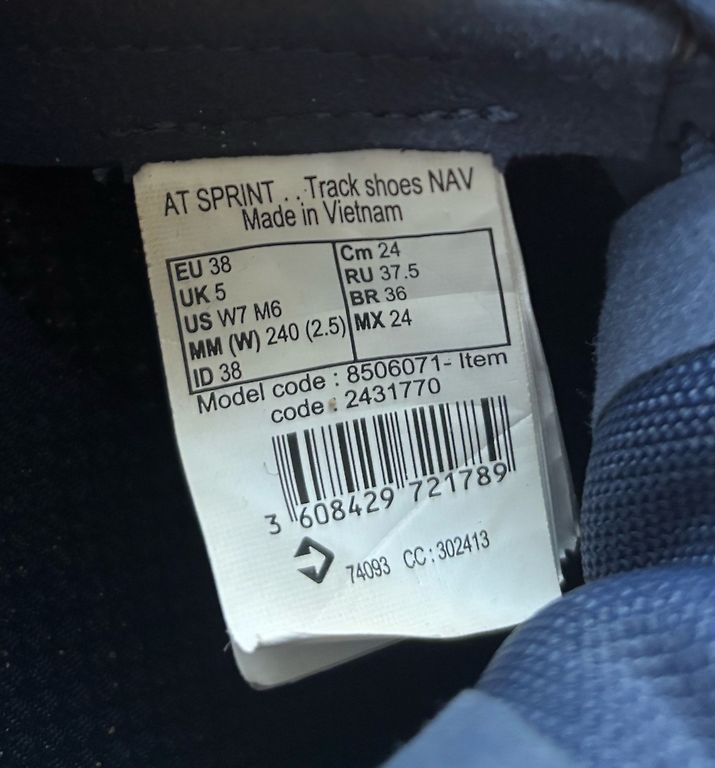 AT SPRINT . . . Track shoes NAV
Made in Vietnam
EU 38
UK 5
US W7 M6
MM (W) 240 (2.5)
ID 38
Cm 24
RU 37.5
BR 36
MX 24
Model code : 8506071- Item
code : 2431770
3 608429 721789
74093 CC : 302413